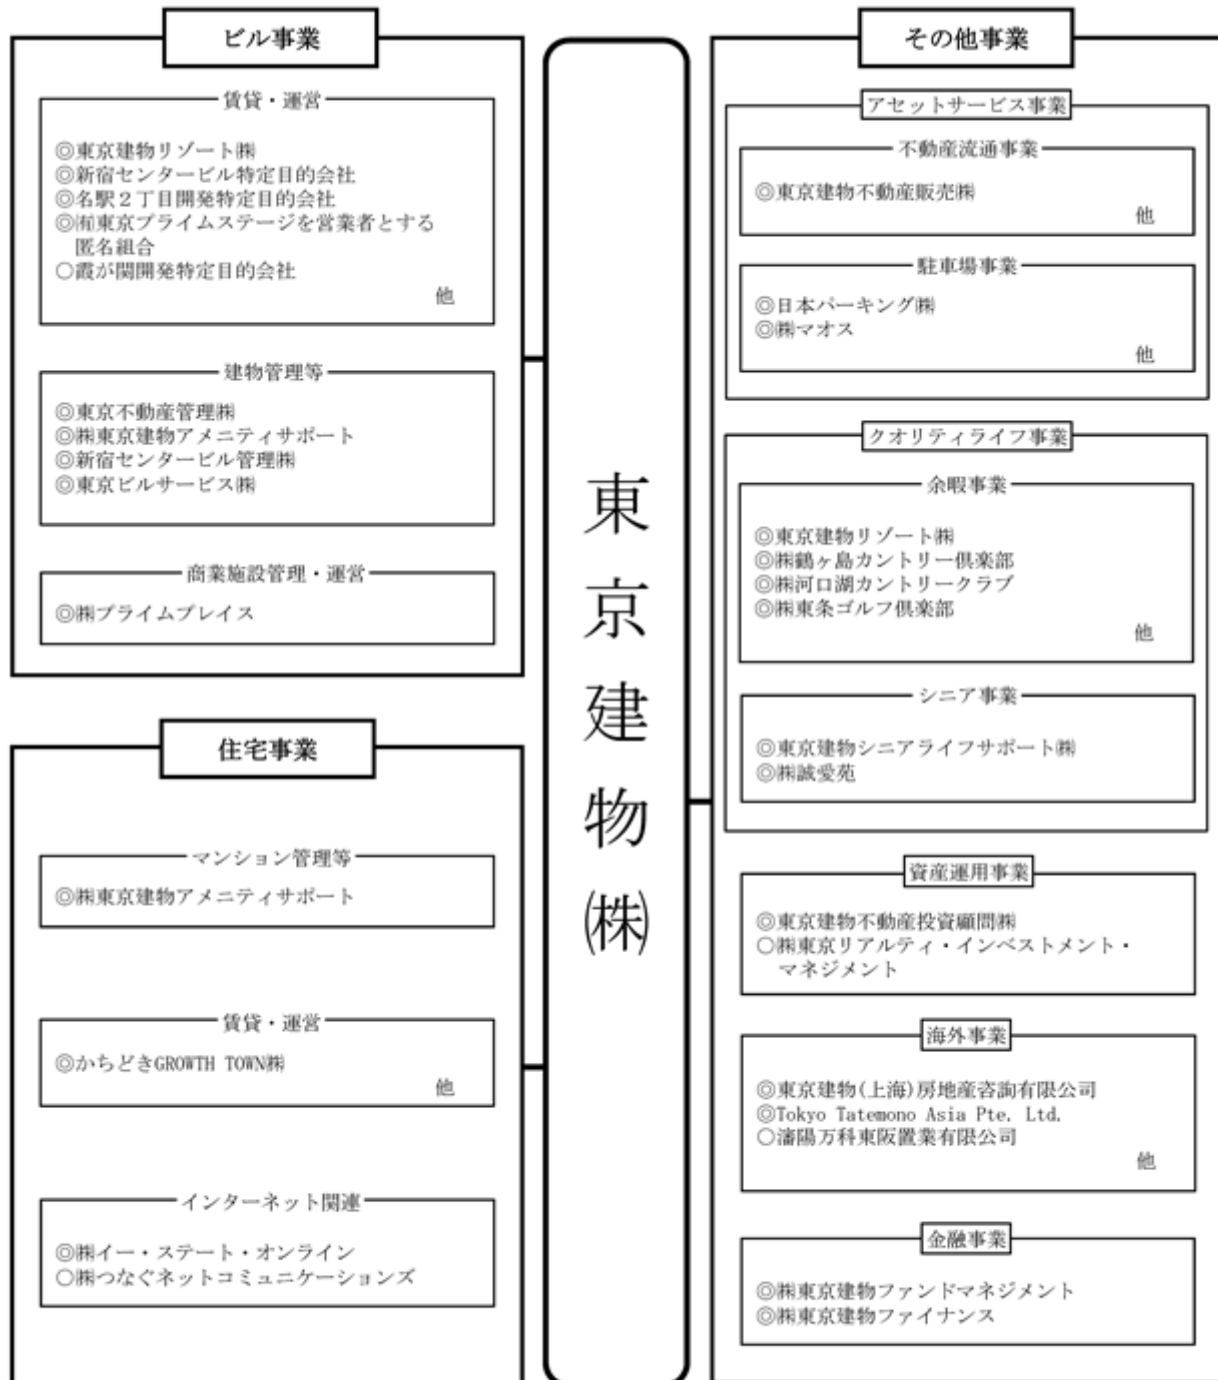 ビル事業
賃貸・運営
◎東京建物リゾート㈱
◎新宿センタービル特定目的会社
◎名駅２丁目開発特定目的会社
◎㈲東京プライムステージを営業者とする
匿名組合
○霞が関開発特定目的会社
他
建物管理等
◎東京不動産管理㈱
◎㈱東京建物アメニティサポート
◎新宿センタービル管理㈱
◎東京ビルサービス㈱
商業施設管理・運営
◎㈱プライムプレイス
住宅事業
マンション管理等
◎㈱東京建物アメニティサポート
賃貸・運営
◎かちどきGROWTH TOWN㈱
他
インターネット関連
◎㈱イー・ステート・オンライン
○㈱つなぐネットコミュニケーションズ
東京建物㈱
その他事業
アセットサービス事業
不動産流通事業
◎東京建物不動産販売㈱
他
駐車場事業
◎日本パーキング㈱
◎㈱マオス
他
クオリティライフ事業
余暇事業
◎東京建物リゾート㈱
◎㈱鶴ヶ島カントリー倶楽部
◎㈱河口湖カントリークラブ
◎㈱東条ゴルフ倶楽部
他
シニア事業
◎東京建物シニアライフサポート㈱
◎㈱誠愛苑
資産運用事業
◎東京建物不動産投資顧問㈱
○㈱東京リアルティ・インベストメント・
マネジメント
海外事業
◎東京建物(上海)房地産咨詢有限公司
◎Tokyo Tatemono Asia Pte. Ltd.
○瀋陽万科東阪置業有限公司
他
金融事業
◎㈱東京建物ファンドマネジメント
◎㈱東京建物ファイナンス